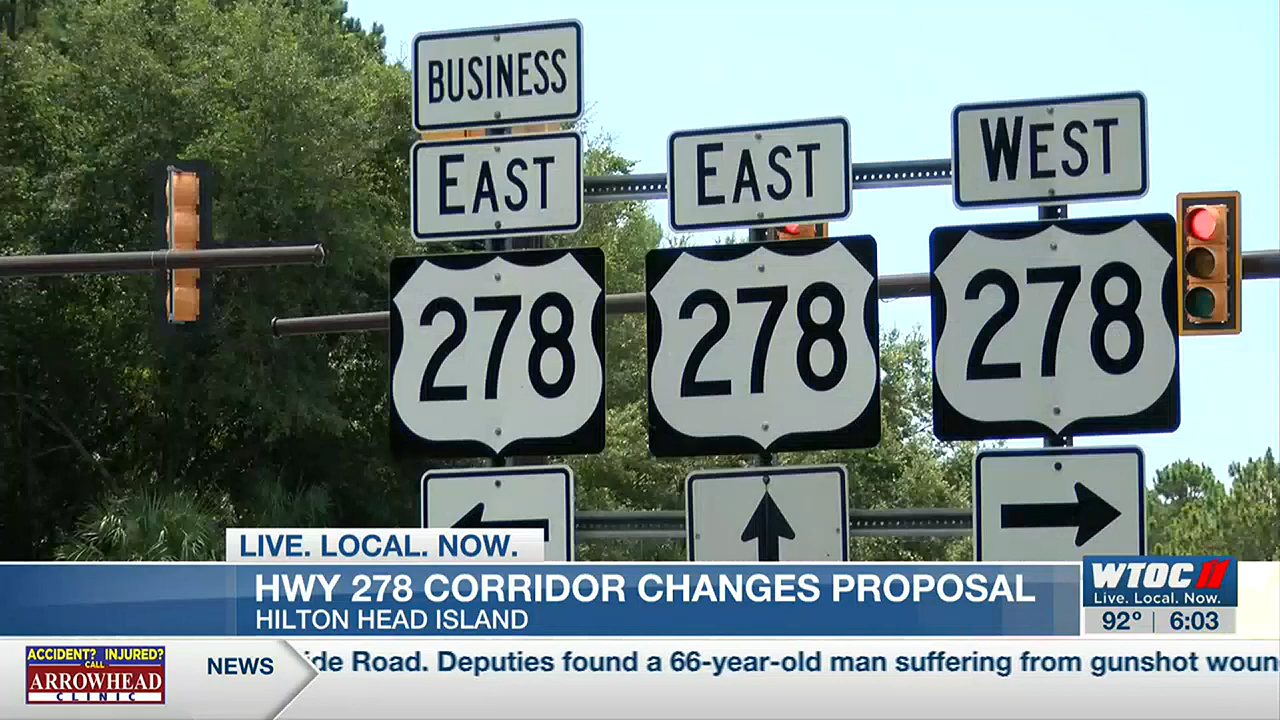 BUSINESS
EAST
278
EAST
278
WEST
278
LIVE. LOCAL. NOW.
HWY 278 CORRIDOR CHANGES PROPOSAL
HILTON HEAD ISLAND
WTOC 11
Live. Local. Now.
92° | 6:03
ACCIDENT? INJURED?
CALL
ARROWHEAD
CLINIC
NEWS
ide Road. Deputies found a 66-year-old man suffering from gunshot woun